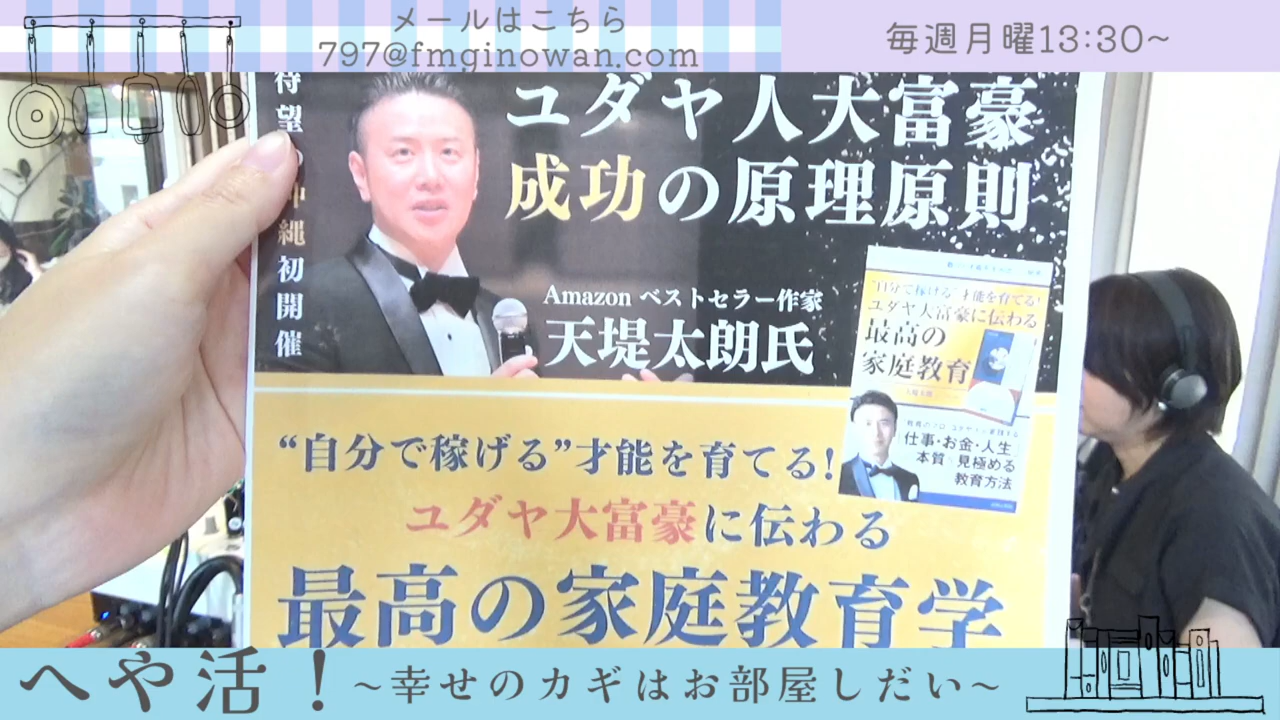 メールはこちら
797@fmginowan.com
毎週月曜13:30~
待望の沖縄初開催
ユダヤ人大富豪
成功の原理原則
Amazon ベストセラー作家
天堤太朗氏
"自分で稼げる"才能を育てる!
ユダヤ大富豪に伝わる
最高の
家庭教育
仕事・お金・人生
本質 見極める
教育方法
"自分で稼げる"才能を育てる!
ユダヤ大富豪に伝わる
最高の家庭教育学
へや活!~幸せのカギはお部屋しだい~